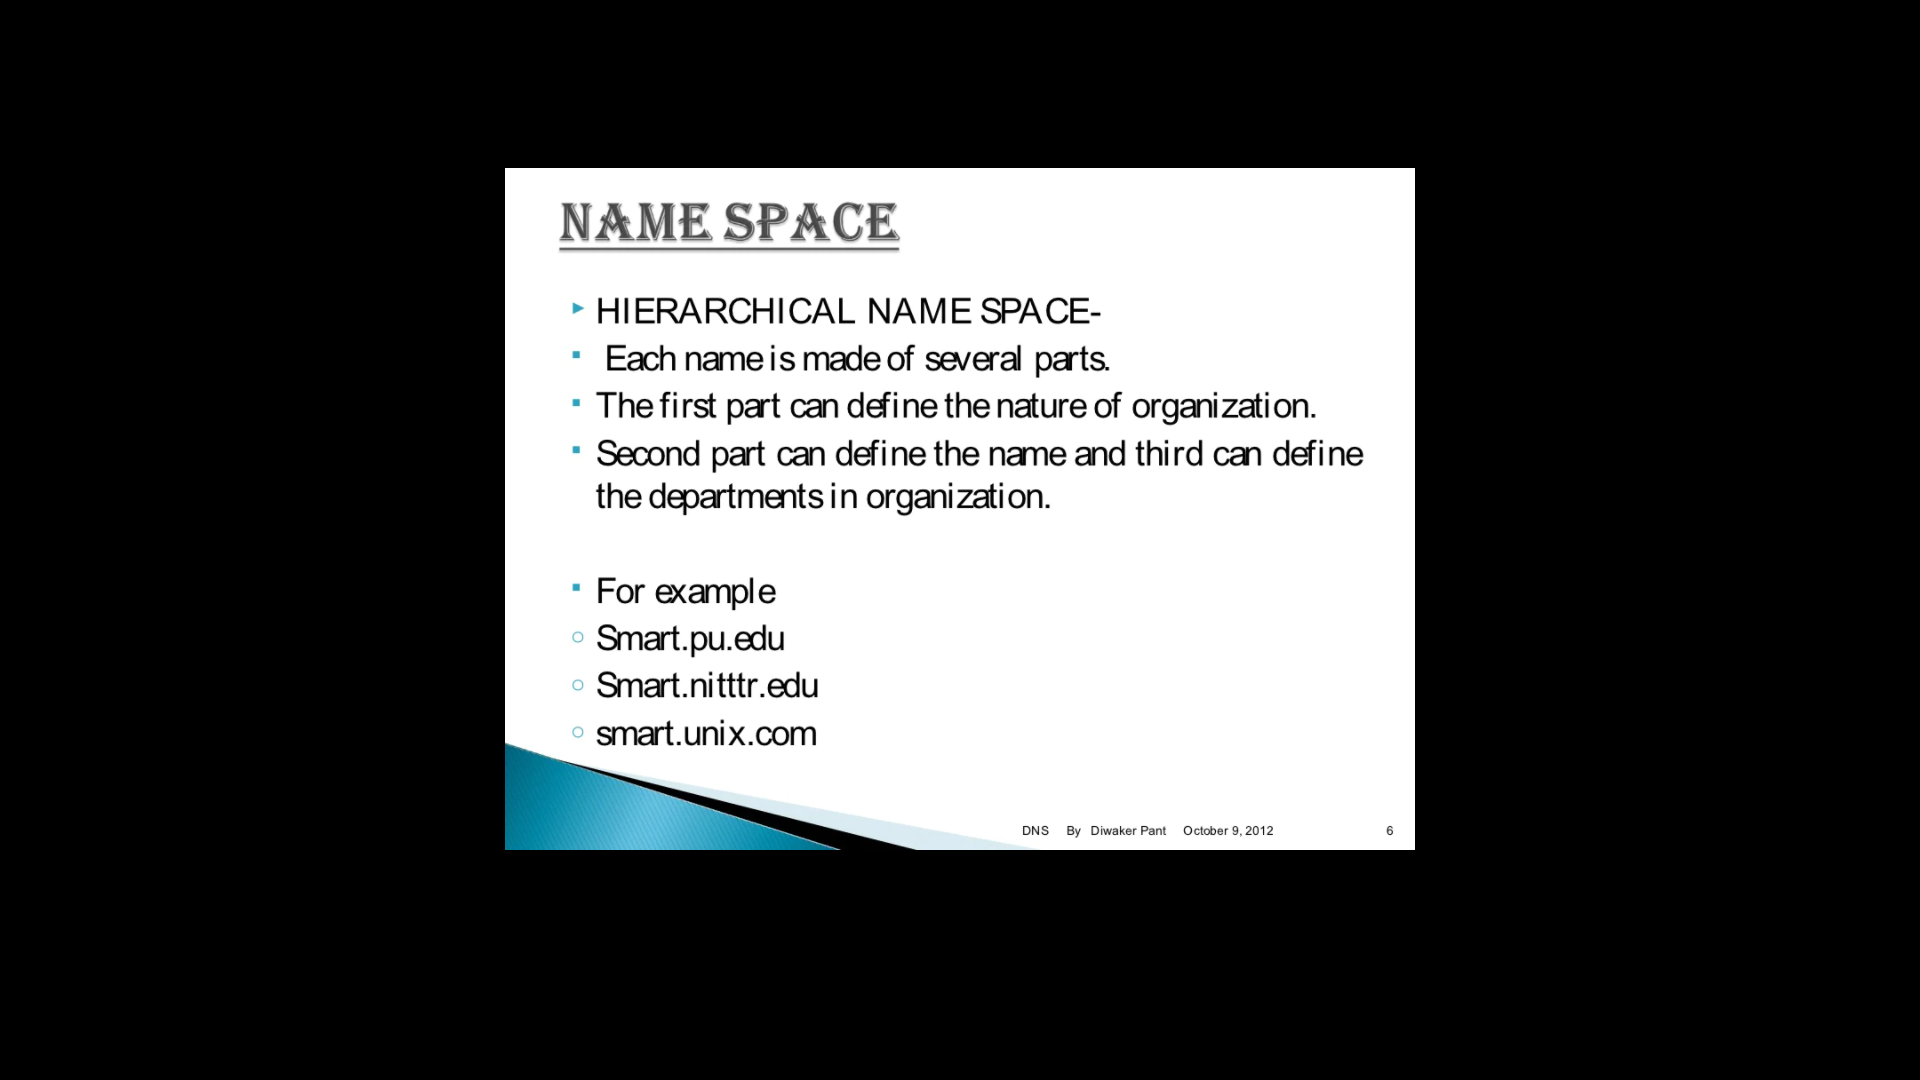 NAME SPACE
HIERARCHICAL NAME SPACE-
Each name is made of several parts.
The first part can define the nature of organization.
Second part can define the name and third can define
the departments in organization.
For example
Smart.pu.edu
Smart.nitttr.edu
smart.unix.com
DNS By Diwaker Pant October 9, 2012 6